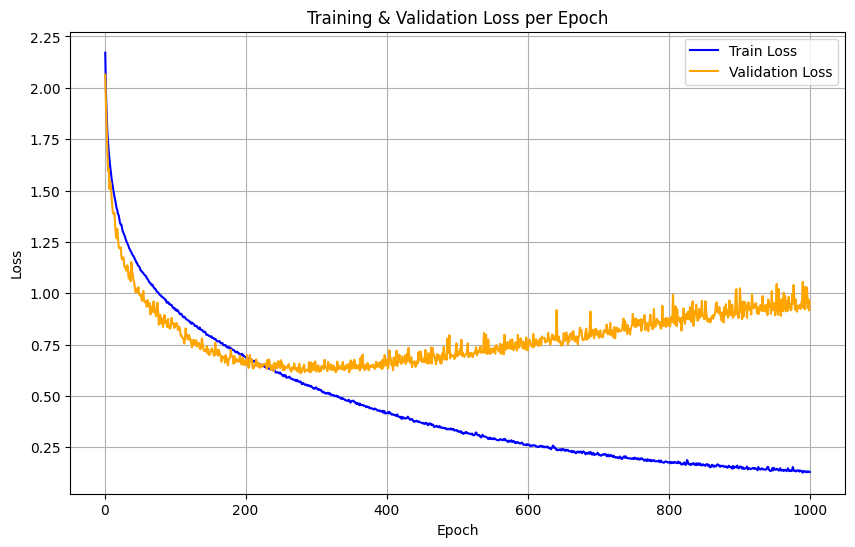 Training & Validation Loss per Epoch
Train Loss
Validation Loss
Loss
2.25
2.00
1.75
1.50
1.25
1.00
0.75
0.50
0.25
0 200 400 600 800 1000
Epoch